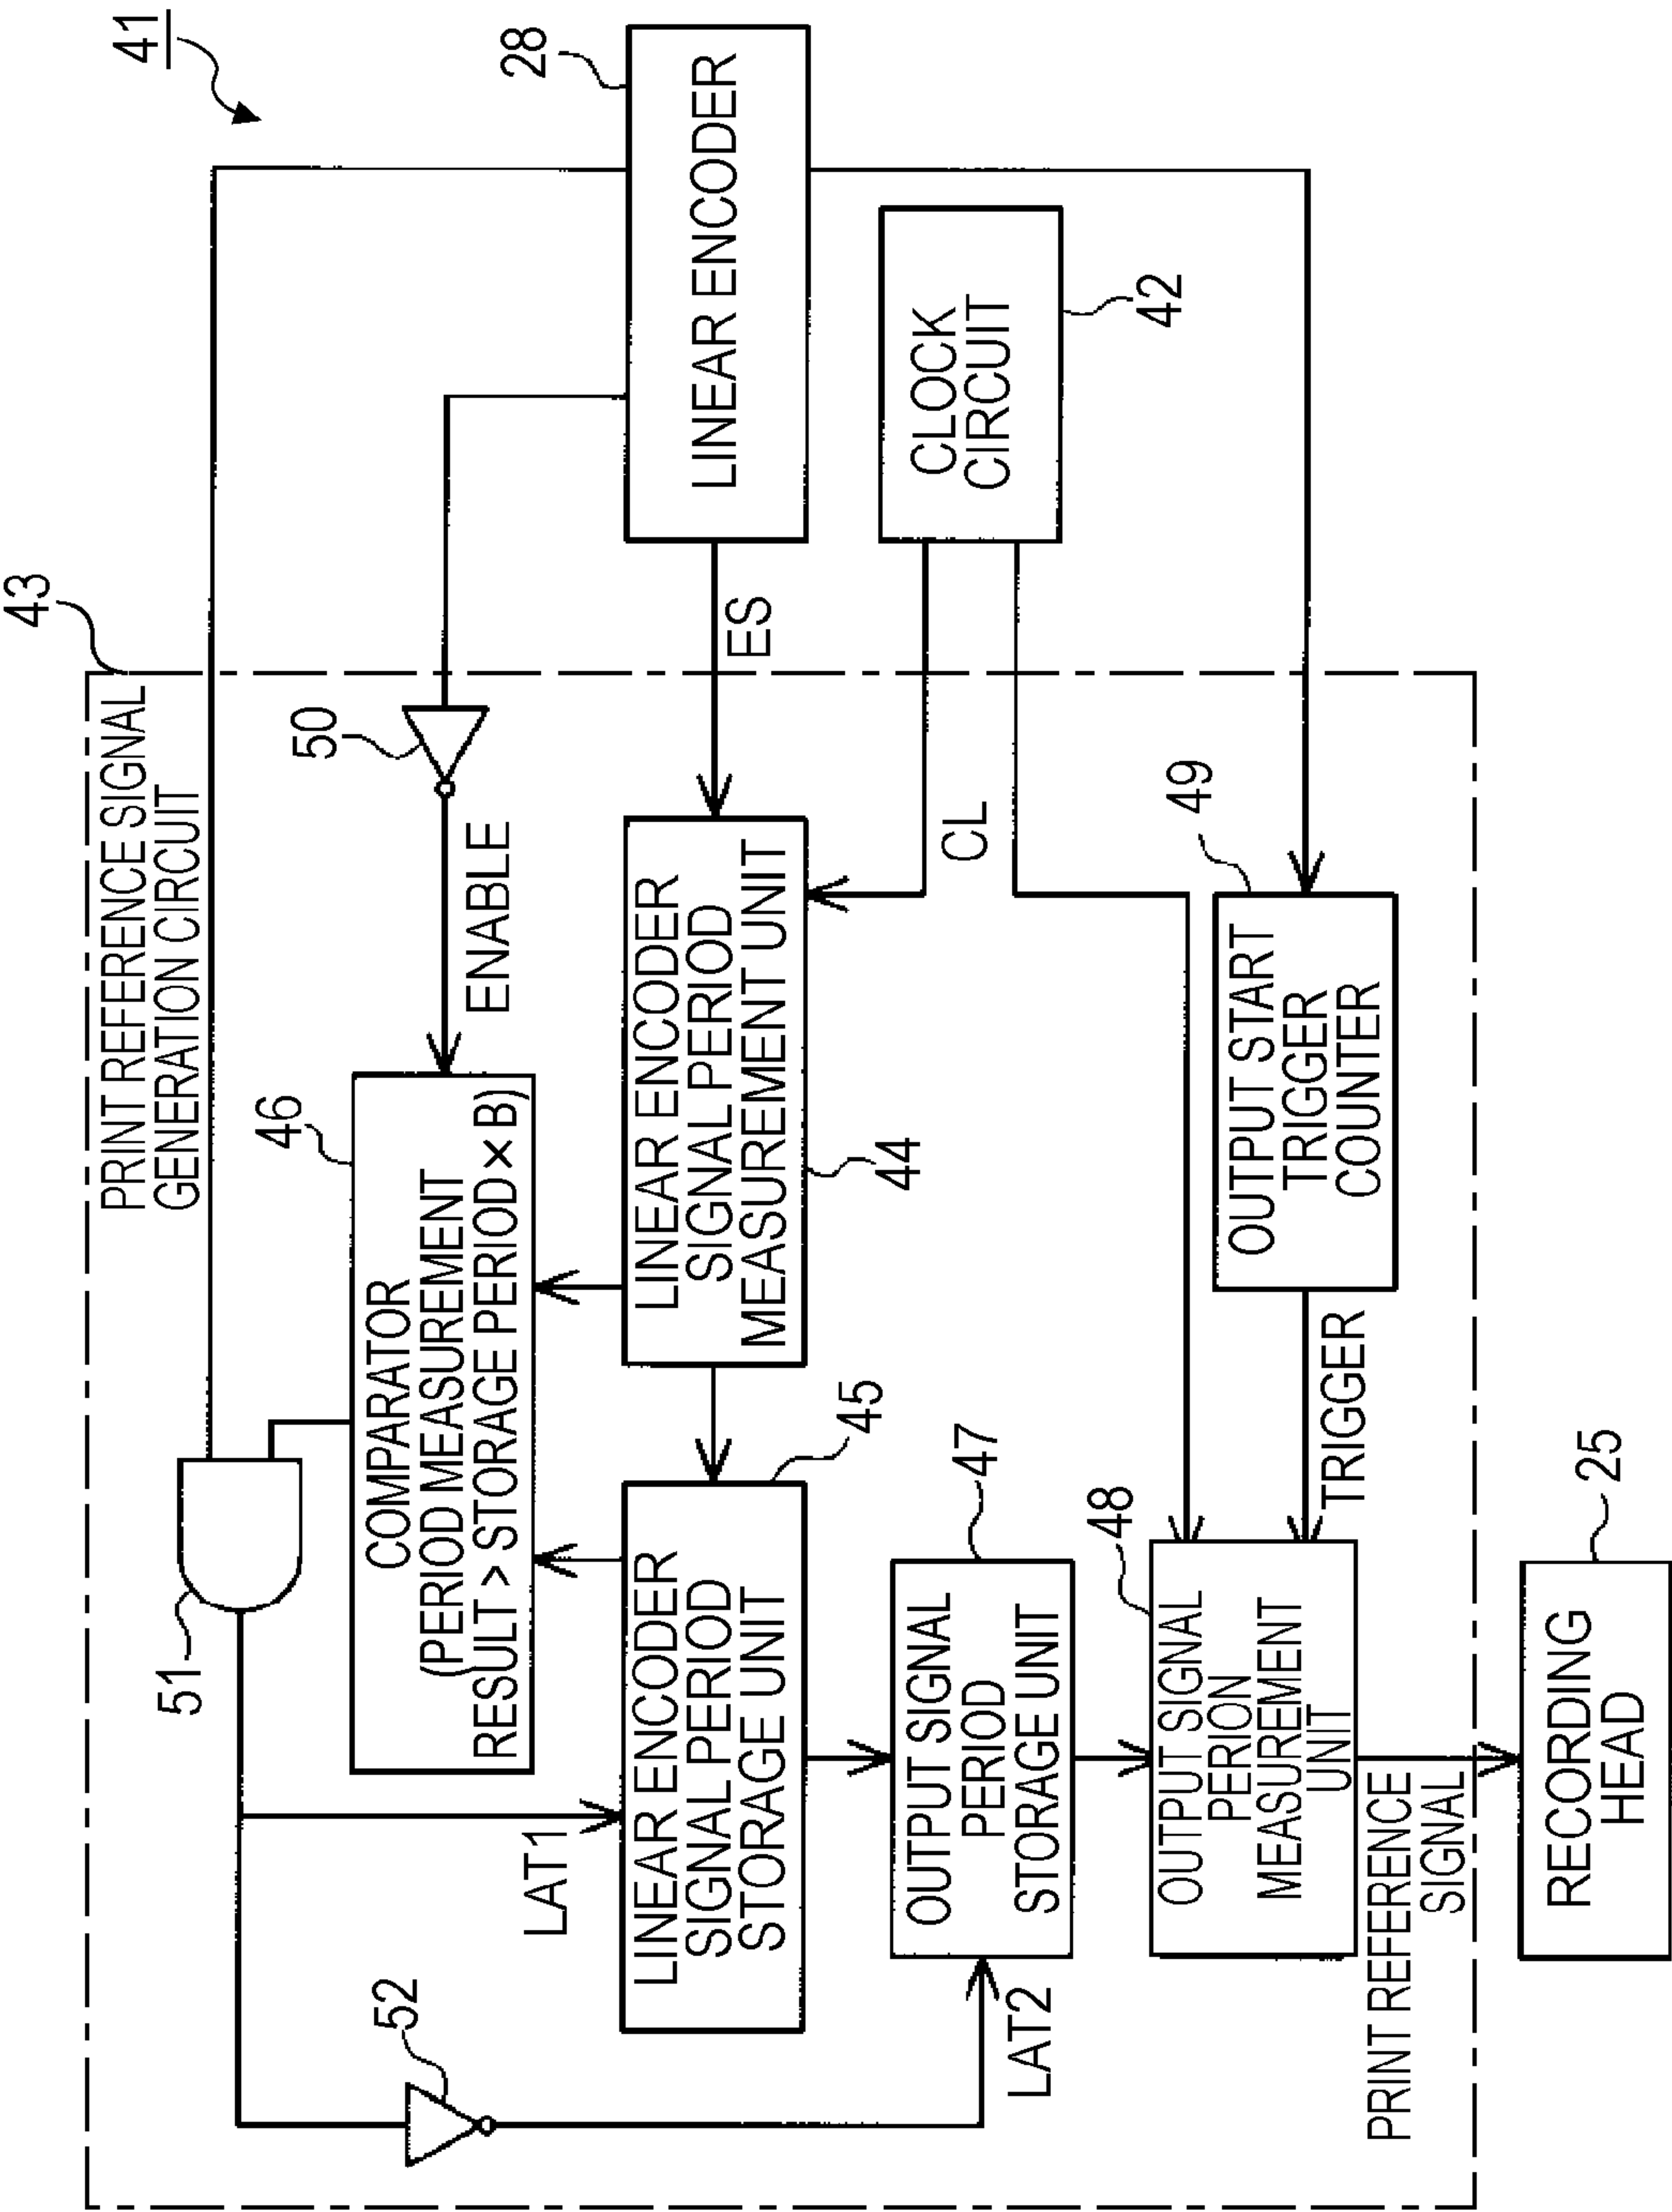 41
43
PRINT REFERENCE SIGNAL
GENERATION CIRCUIT
28
LINEAR ENCODER
50
ENABLE
ES
CLOCK
CIRCUIT
42
CL
51
46
COMPARATOR
(PERIOD MEASUREMENT
RESULT > STORAGE PERIOD × B)
LINEAR ENCODER
SIGNAL PERIOD
MEASUREMENT UNIT
44
LAT1
LINEAR ENCODER
SIGNAL PERIOD
STORAGE UNIT
45
52
LAT2
OUTPUT SIGNAL
PERIOD
STORAGE UNIT
47
49
OUTPUT START
TRIGGER
COUNTER
TRIGGER
48
OUTPUT SIGNAL
PERION
MEASUREMENT
UNIT
PRINT REFERENCE
SIGNAL
25
RECORDING
HEAD